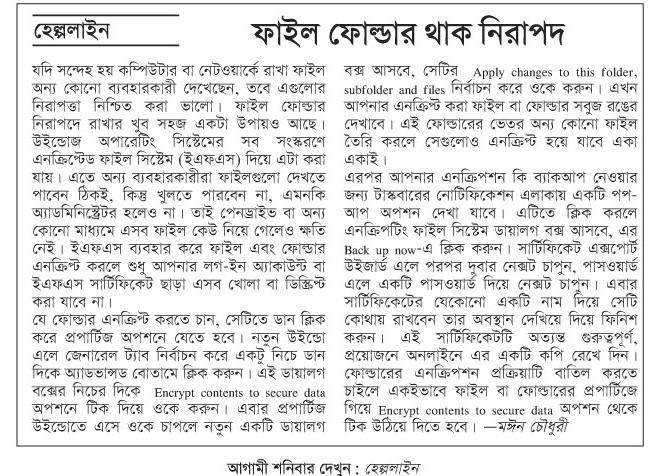 হেল্পলাইন
ফাইল ফোল্ডার থাক নিরাপদ
যদি সন্দেহ হয় কম্পিউটার বা নেটওয়ার্কে রাখা ফাইল
অন্য কোনো ব্যবহারকারী দেখেছেন, তবে এগুলোর
নিরাপত্তা নিশ্চিত করা ভালো। ফাইল ফোল্ডার
নিরাপদে রাখার খুব সহজ একটা উপায়ও আছে।
উইন্ডোজ অপারেটিং সিস্টেমের সব সংস্করণে
এনক্রিপ্টেড ফাইল সিস্টেম (ইএফএস) দিয়ে এটা করা
যায়। এতে অন্য ব্যবহারকারীরা ফাইলগুলো দেখতে
পাবেন ঠিকই, কিন্তু খুলতে পারবেন না, এমনকি
অ্যাডমিনিস্ট্রেটর হলেও না। তাই পেনড্রাইভ বা অন্য
কোনো মাধ্যমে এসব ফাইল কেউ নিয়ে গেলেও ক্ষতি
নেই। ইএফএস ব্যবহার করে ফাইল এবং ফোল্ডার
এনক্রিপ্ট করলে শুধু আপনার লগ-ইন অ্যাকাউন্ট বা
ইএফএস সার্টিফিকেট ছাড়া এসব খোলা বা ডিক্রিপ্ট
করা যাবে না।
যে ফোল্ডার এনক্রিপ্ট করতে চান, সেটিতে ডান ক্লিক
করে প্রপার্টিজ অপশনে যেতে হবে। নতুন উইন্ডো
এলে জেনারেল ট্যাব নির্বাচন করে একটু নিচে ডান
দিকে অ্যাডভান্সড বোতামে ক্লিক করুন। এই ডায়ালগ
বক্সের নিচের দিকে Encrypt contents to secure data
অপশনে টিক দিয়ে ওকে করুন। এবার প্রপার্টিজ
উইন্ডোতে এসে ওকে চাপলে নতুন একটি ডায়ালগ
বক্স আসবে, সেটির Apply changes to this folder,
subfolder and files নির্বাচন করে ওকে করুন। এখন
আপনার এনক্রিপ্ট করা ফাইল বা ফোল্ডার সবুজ রঙের
দেখাবে। এই ফোল্ডারের ভেতর অন্য কোনো ফাইল
তৈরি করলে সেগুলোও এনক্রিপ্ট হয়ে যাবে একা
একাই।
এরপর আপনার এনক্রিপশন কি ব্যাকআপ নেওয়ার
জন্য টাস্কবারের নোটিফিকেশন এলাকায় একটি পপ-
আপ অপশন দেখা যাবে। এটিতে ক্লিক করলে
এনক্রিপটিং ফাইল সিস্টেম ডায়ালগ বক্স আসবে, এর
Back up now-এ ক্লিক করুন। সার্টিফিকেট এক্সপোর্ট
উইজার্ড এলে পরপর দুবার নেক্সট চাপুন, পাসওয়ার্ড
এলে একটি পাসওয়ার্ড দিয়ে নেক্সট চাপুন। এবার
সার্টিফিকেটের যেকোনো একটি নাম দিয়ে সেটি
কোথায় রাখবেন তার অবস্থান দেখিয়ে দিয়ে ফিনিশ
করুন। এই সার্টিফিকেটটি অত্যন্ত গুরুত্বপূর্ণ,
প্রয়োজনে অনলাইনে এর একটি কপি রেখে দিন।
ফোল্ডারের এনক্রিপশন প্রক্রিয়াটি বাতিল করতে
চাইলে একইভাবে ফাইল বা ফোল্ডারের প্রপার্টিজে
গিয়ে Encrypt contents to secure data অপশন থেকে
টিক উঠিয়ে দিতে হবে। —মঈন চৌধুরী
আগামী শনিবার দেখুন : হেল্পলাইন